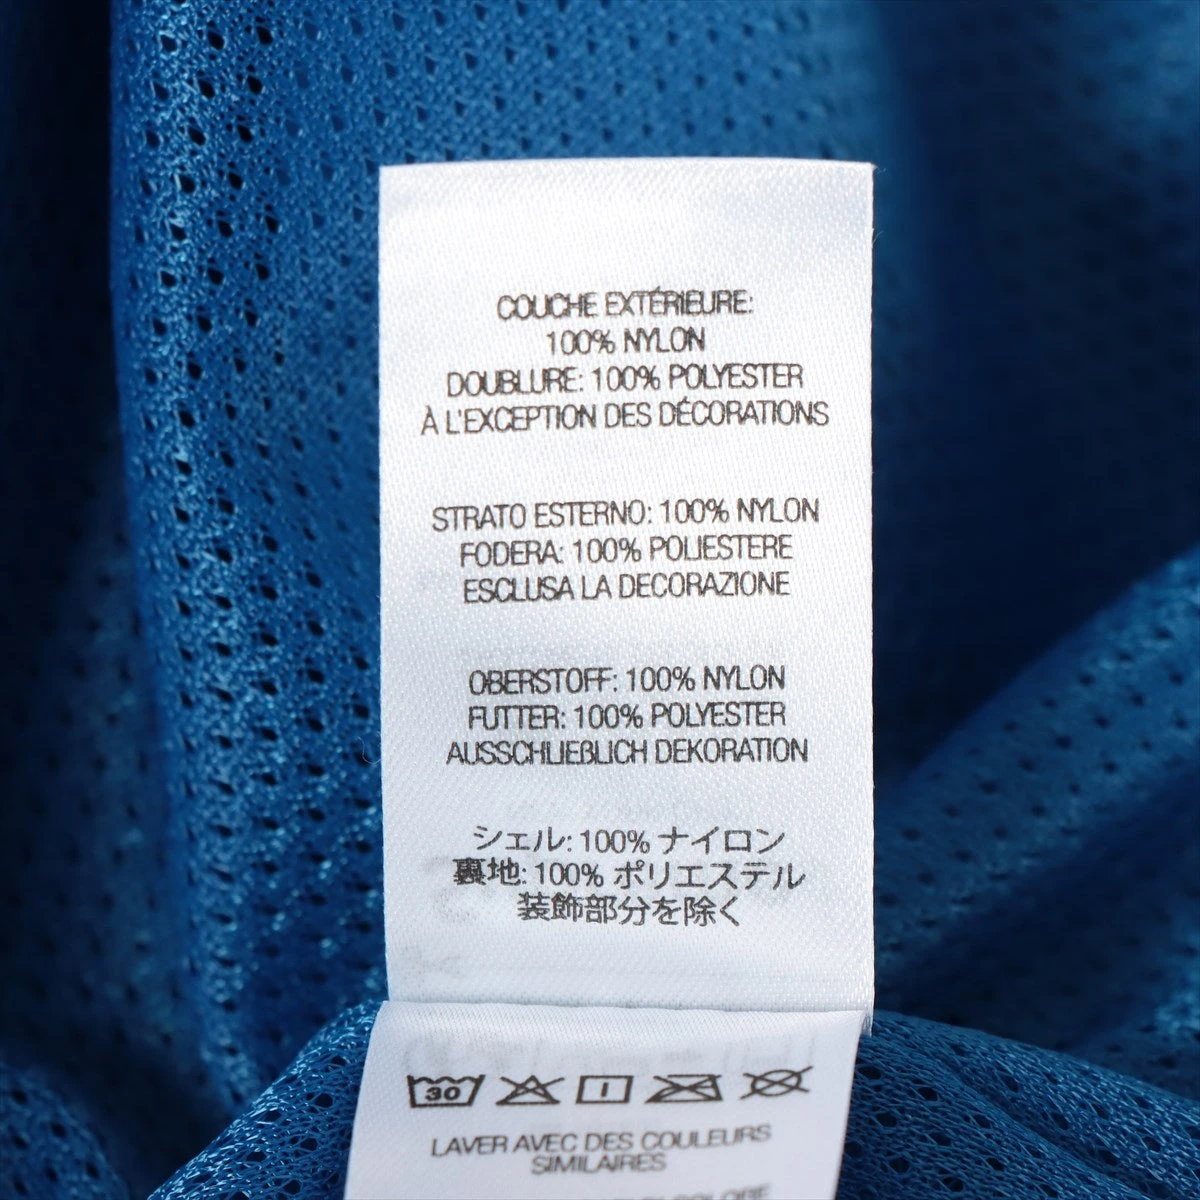 COUCHE EXTÉRIEURE:
100% NYLON
DOUBLURE: 100% POLYESTER
À L'EXCEPTION DES DÉCORATIONS
STRATO ESTERNO: 100% NYLON
FODERA: 100% POLIESTERE
ESCLUSA LA DECORAZIONE
OBERSTOFF: 100% NYLON
FUTTER: 100% POLYESTER
AUSSCHLIEßLICH DEKORATION
シェル: 100% ナイロン
裏地: 100% ポリエステル
装飾部分を除く
30
LAVER AVEC DES COULEURS
SIMILAIRES